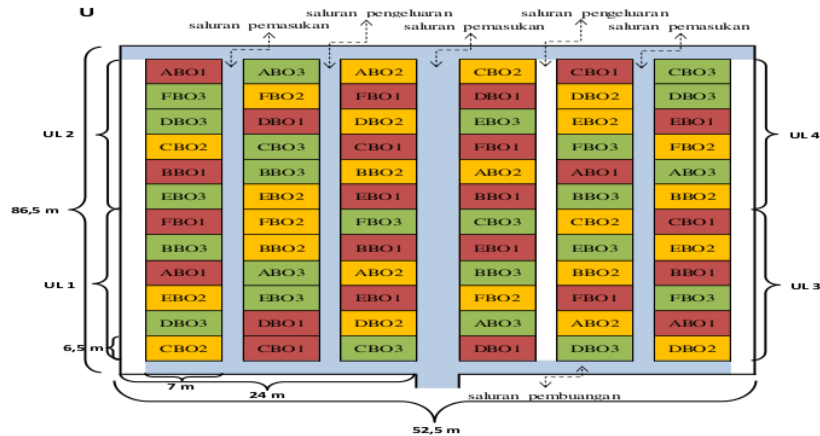 U
saluran pemasukan
saluran pengeluaran
saluran pemasukan
saluran pengeluaran
saluran pemasukan
ABO1 ABO3 ABO2 CBO2 CBO1 CBO3
FBO3 FBO2 FBO1 DBO1 DBO2 DBO3
DBO3 DBO1 DBO2 EBO3 EBO2 EBO1
UL 2
UL 4
CBO2 CBO3 CBO1 FBO1 FBO3 FBO2
BBO1 BBO3 BBO2 ABO2 ABO1 ABO3
EBO3 EBO2 EBO1 BBO1 BBO3 BBO2
86,5 m
FBO1 FBO2 FBO3 CBO3 CBO2 CBO1
BBO3 BBO2 BBO1 EBO1 EBO3 EBO2
ABO1 ABO3 ABO2 BBO3 BBO2 BBO1
UL 1
UL 3
EBO2 EBO3 EBO1 FBO2 FBO1 FBO3
DBO3 DBO1 DBO2 ABO3 ABO2 ABO1
6,5 m
CBO2 CBO1 CBO3 DBO1 DBO3 DBO2
7 m
24 m
saluran pembuangan
52,5 m